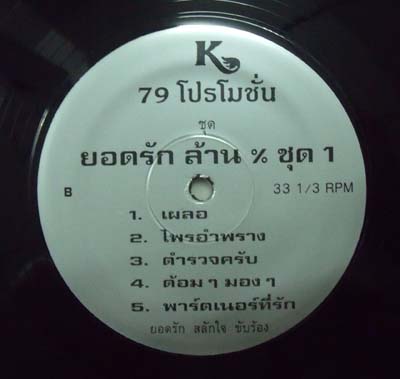 K
79 โปรโมชั่น
ชุด
ยอดรัก ล้าน % ชุด 1
B 33 1/3 RPM
1. เผลอ
2. ไพรอำพราง
3. ตำรวจครับ
4. ด้อม ๆ มอง ๆ
5. พาร์ตเนอร์ที่รัก
ยอดรัก สลักใจ ขับร้อง